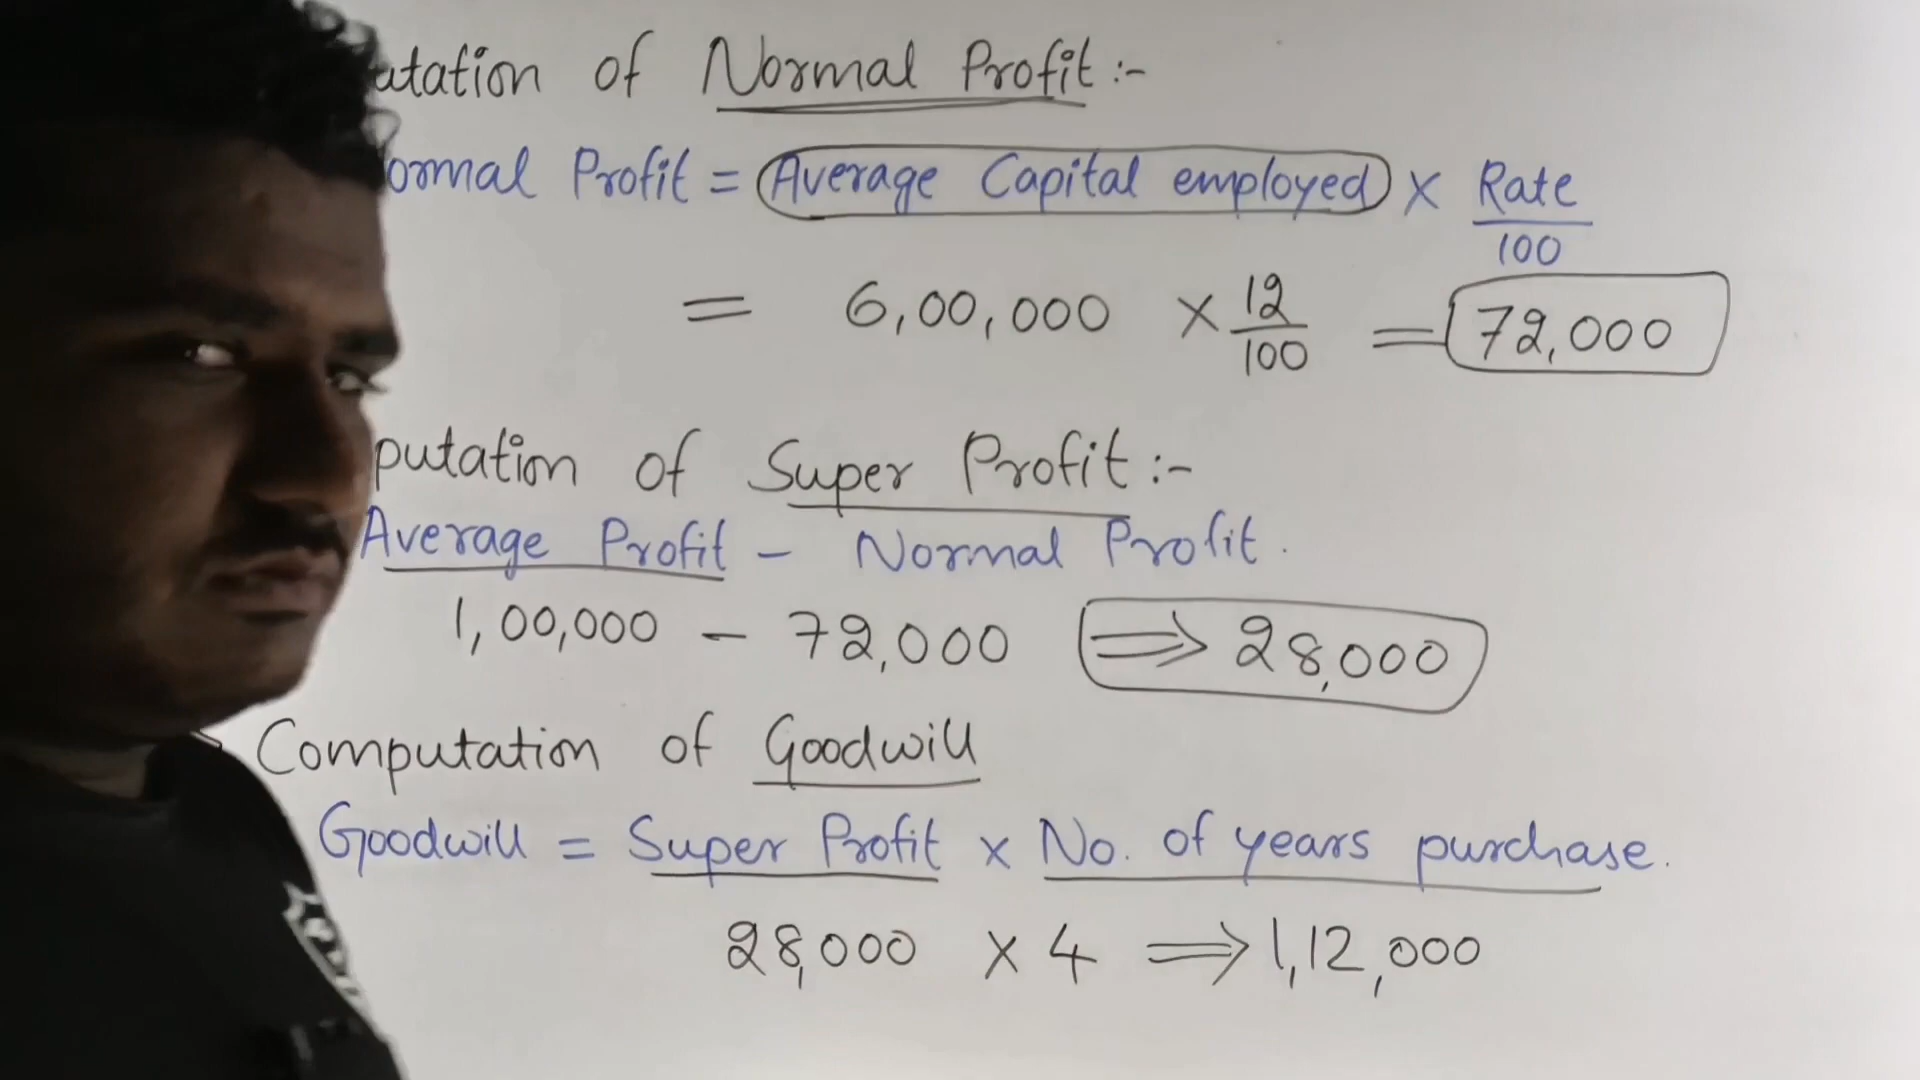 utation of Normal Profit :-
ormal Profit = Average Capital employed × Rate
100
= 6,00,000 × 12/100 = 72,000
putation of Super Profit :-
Average Profit - Normal Profit.
1,00,000 - 72,000 ⟹ 28,000
Computation of Goodwill
Goodwill = Super Profit × No. of years purchase.
28,000 × 4 ⟹ 1,12,000